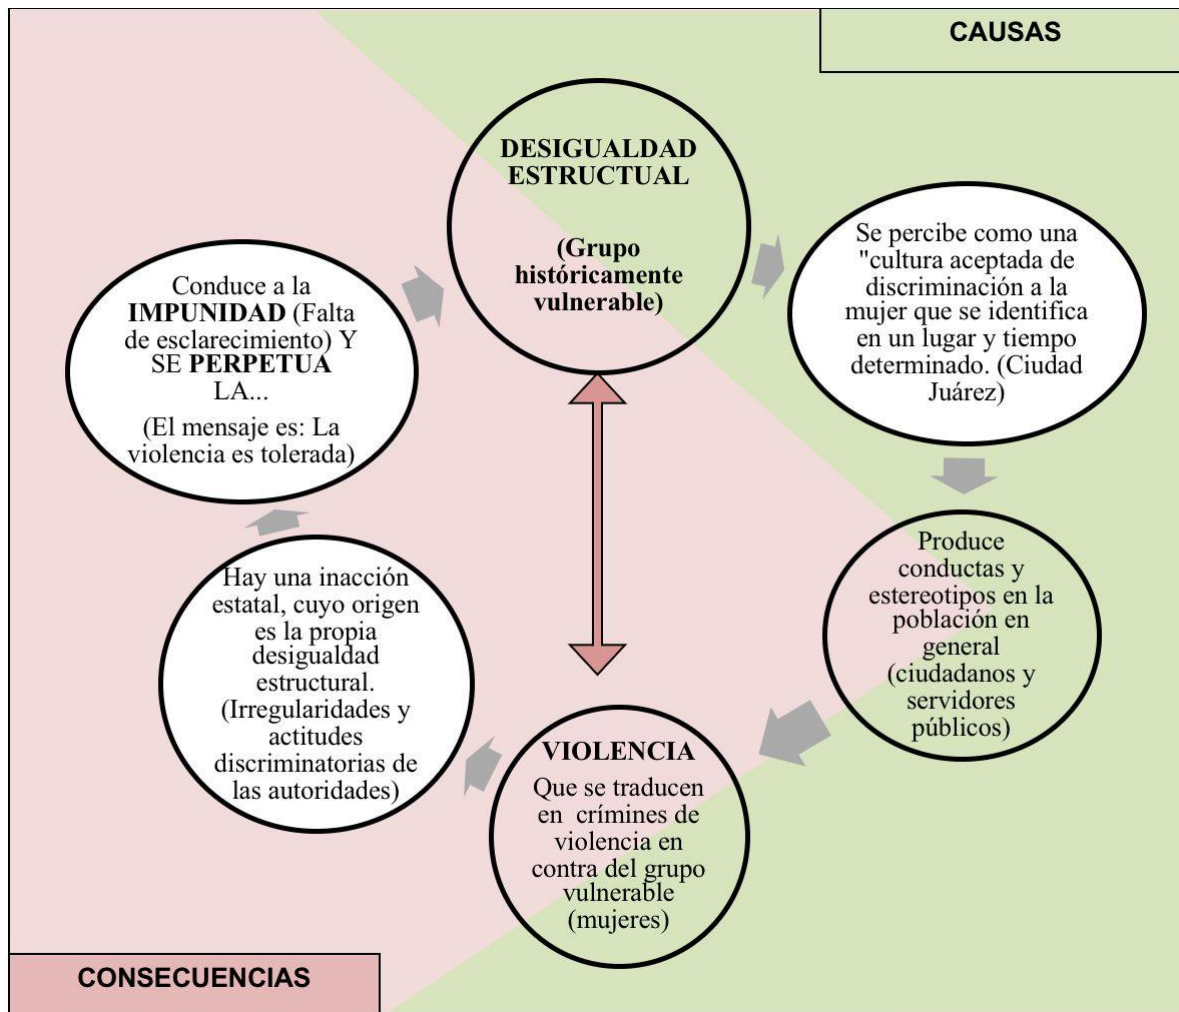 CAUSAS
DESIGUALDAD
ESTRUCTUAL
(Grupo
históricamente
vulnerable)
Se percibe como una
"cultura aceptada de
discriminación a la
mujer que se identifica
en un lugar y tiempo
determinado. (Ciudad
Juárez)
Produce
conductas y
estereotipos en la
población en
general
(ciudadanos y
servidores
públicos)
VIOLENCIA
Que se traducen
en crímines de
violencia en
contra del grupo
vulnerable
(mujeres)
Hay una inacción
estatal, cuyo origen
es la propia
desigualdad
estructural.
(Irregularidades y
actitudes
discriminatorias de
las autoridades)
Conduce a la
IMPUNIDAD (Falta
de esclarecimiento) Y
SE PERPETUA
LA...
(El mensaje es: La
violencia es tolerada)
CONSECUENCIAS